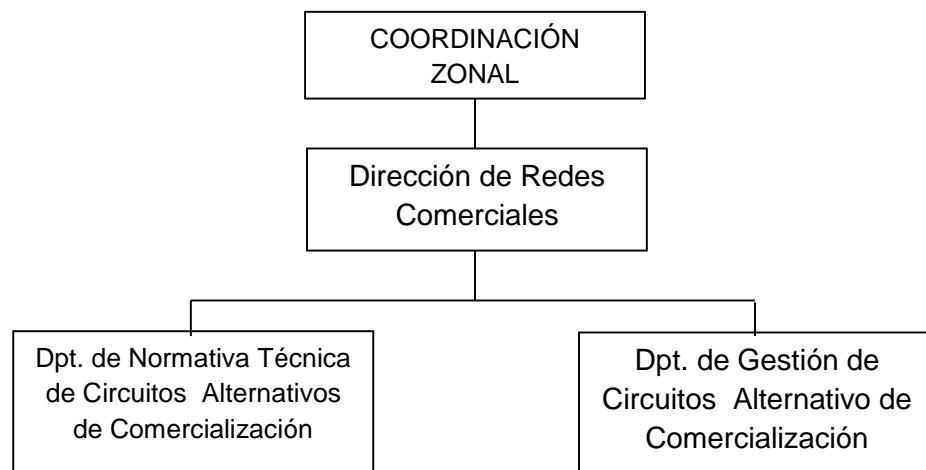 COORDINACIÓN
ZONAL
Dirección de Redes
Comerciales
Dpt. de Normativa Técnica
de Circuitos Alternativos
de Comercialización
Dpt. de Gestión de
Circuitos Alternativo de
Comercialización